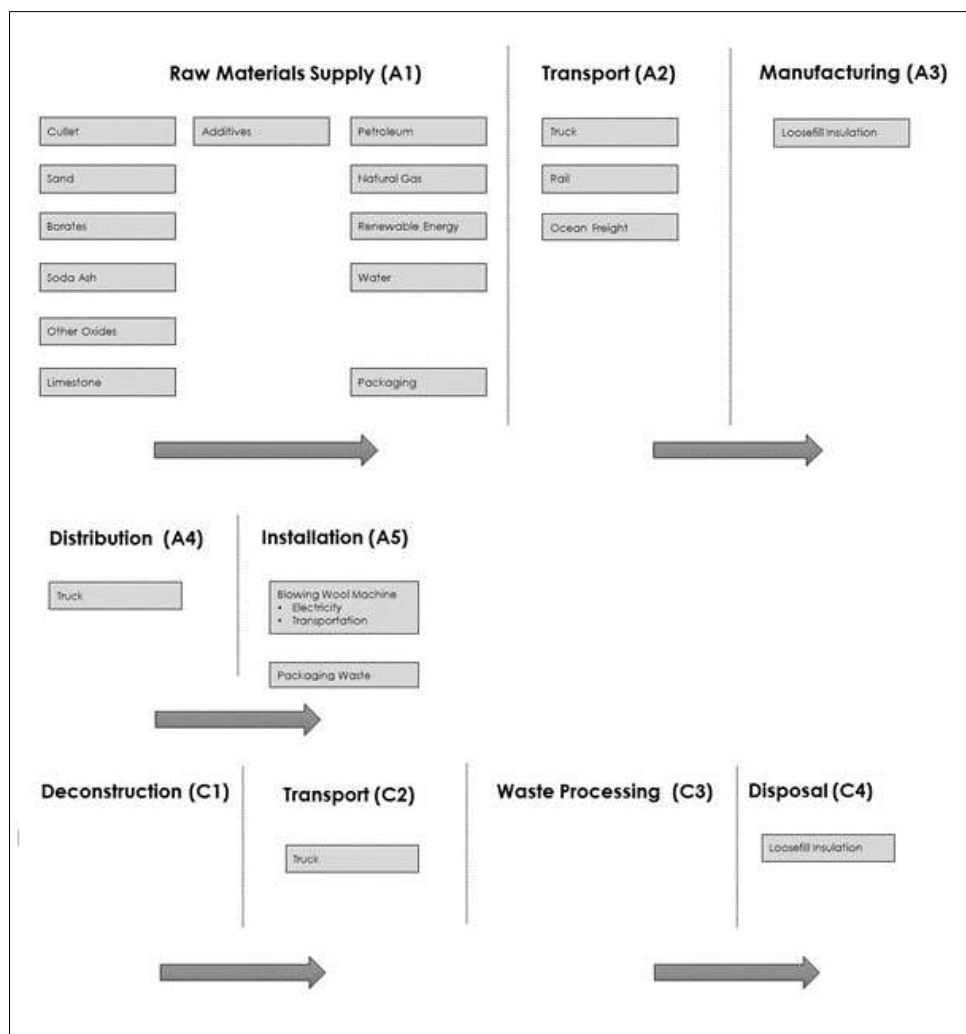 Raw Materials Supply (A1)
Transport (A2)
Manufacturing (A3)
Cullet
Additives
Petroleum
Truck
Loosefill Insulation
Sand
Natural Gas
Rail
Borates
Renewable Energy
Ocean Freight
Soda Ash
Water
Other Oxides
Limestone
Packaging
Distribution (A4)
Installation (A5)
Truck
Blowing Wool Machine
• Electricity
• Transportation
Packaging Waste
Deconstruction (C1)
Transport (C2)
Waste Processing (C3)
Disposal (C4)
Truck
Loosefill Insulation